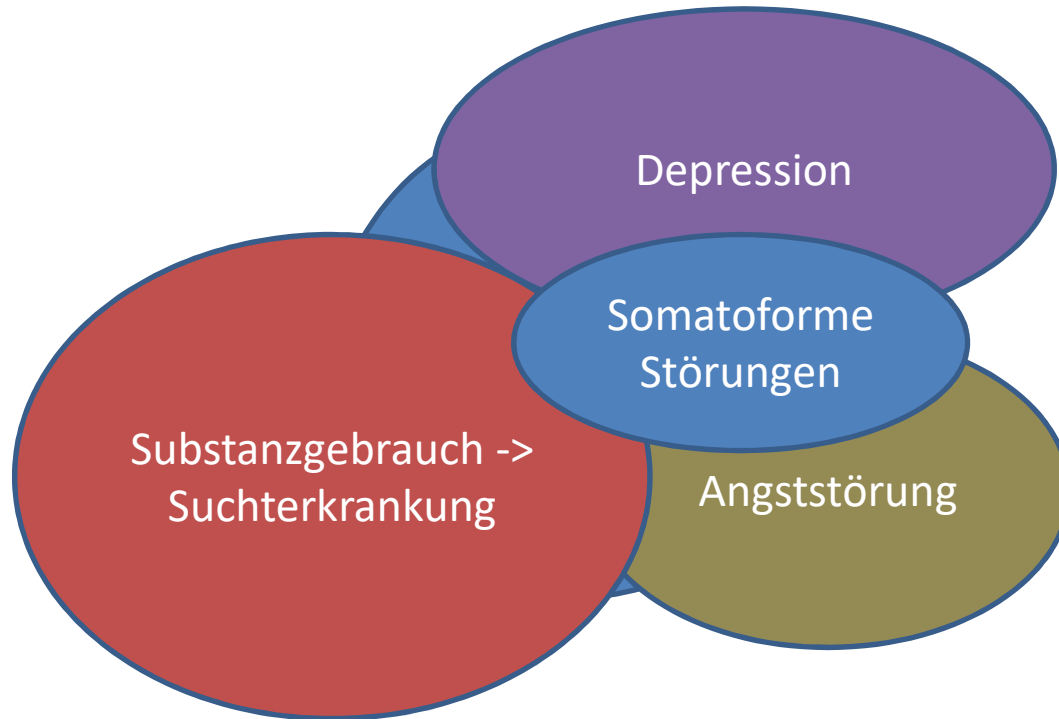 Depression
Somatoforme
Störungen
Substanzgebrauch ->
Suchterkrankung
Angststörung